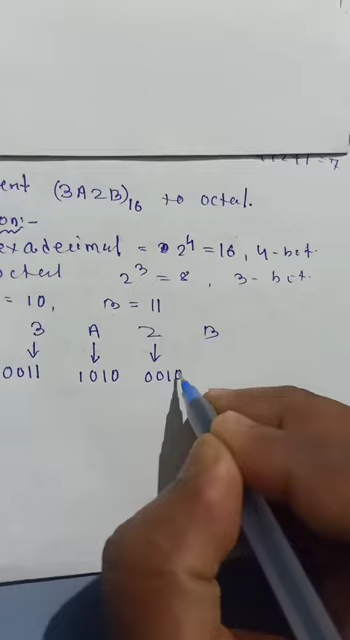 ent (3A2B)16 to octal.
on:-
exadecimal = 2^4 = 16, 4-bit.
octal 2^3 = 8, 3-bit.
= 10, B = 11
3 A 2 B
↓ ↓ ↓
0011 1010 0010